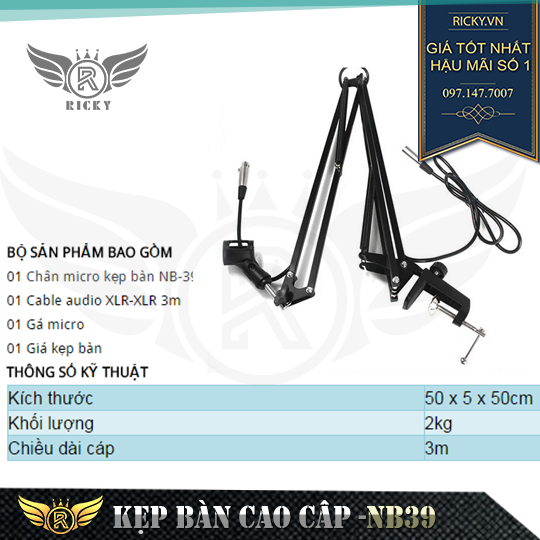 RICKY
RICKY.VN
GIÁ TỐT NHẤT
HẬU MÃI SỐ 1
097.147.7007
BỘ SẢN PHẨM BAO GỒM
01 Chân micro kẹp bàn NB-39
01 Cable audio XLR-XLR 3m
01 Gá micro
01 Giá kẹp bàn
THÔNG SỐ KỸ THUẬT
Kích thước 50 x 5 x 50cm
Khối lượng 2kg
Chiều dài cáp 3m
RICKY
KẸP BÀN CAO CẤP -NB39